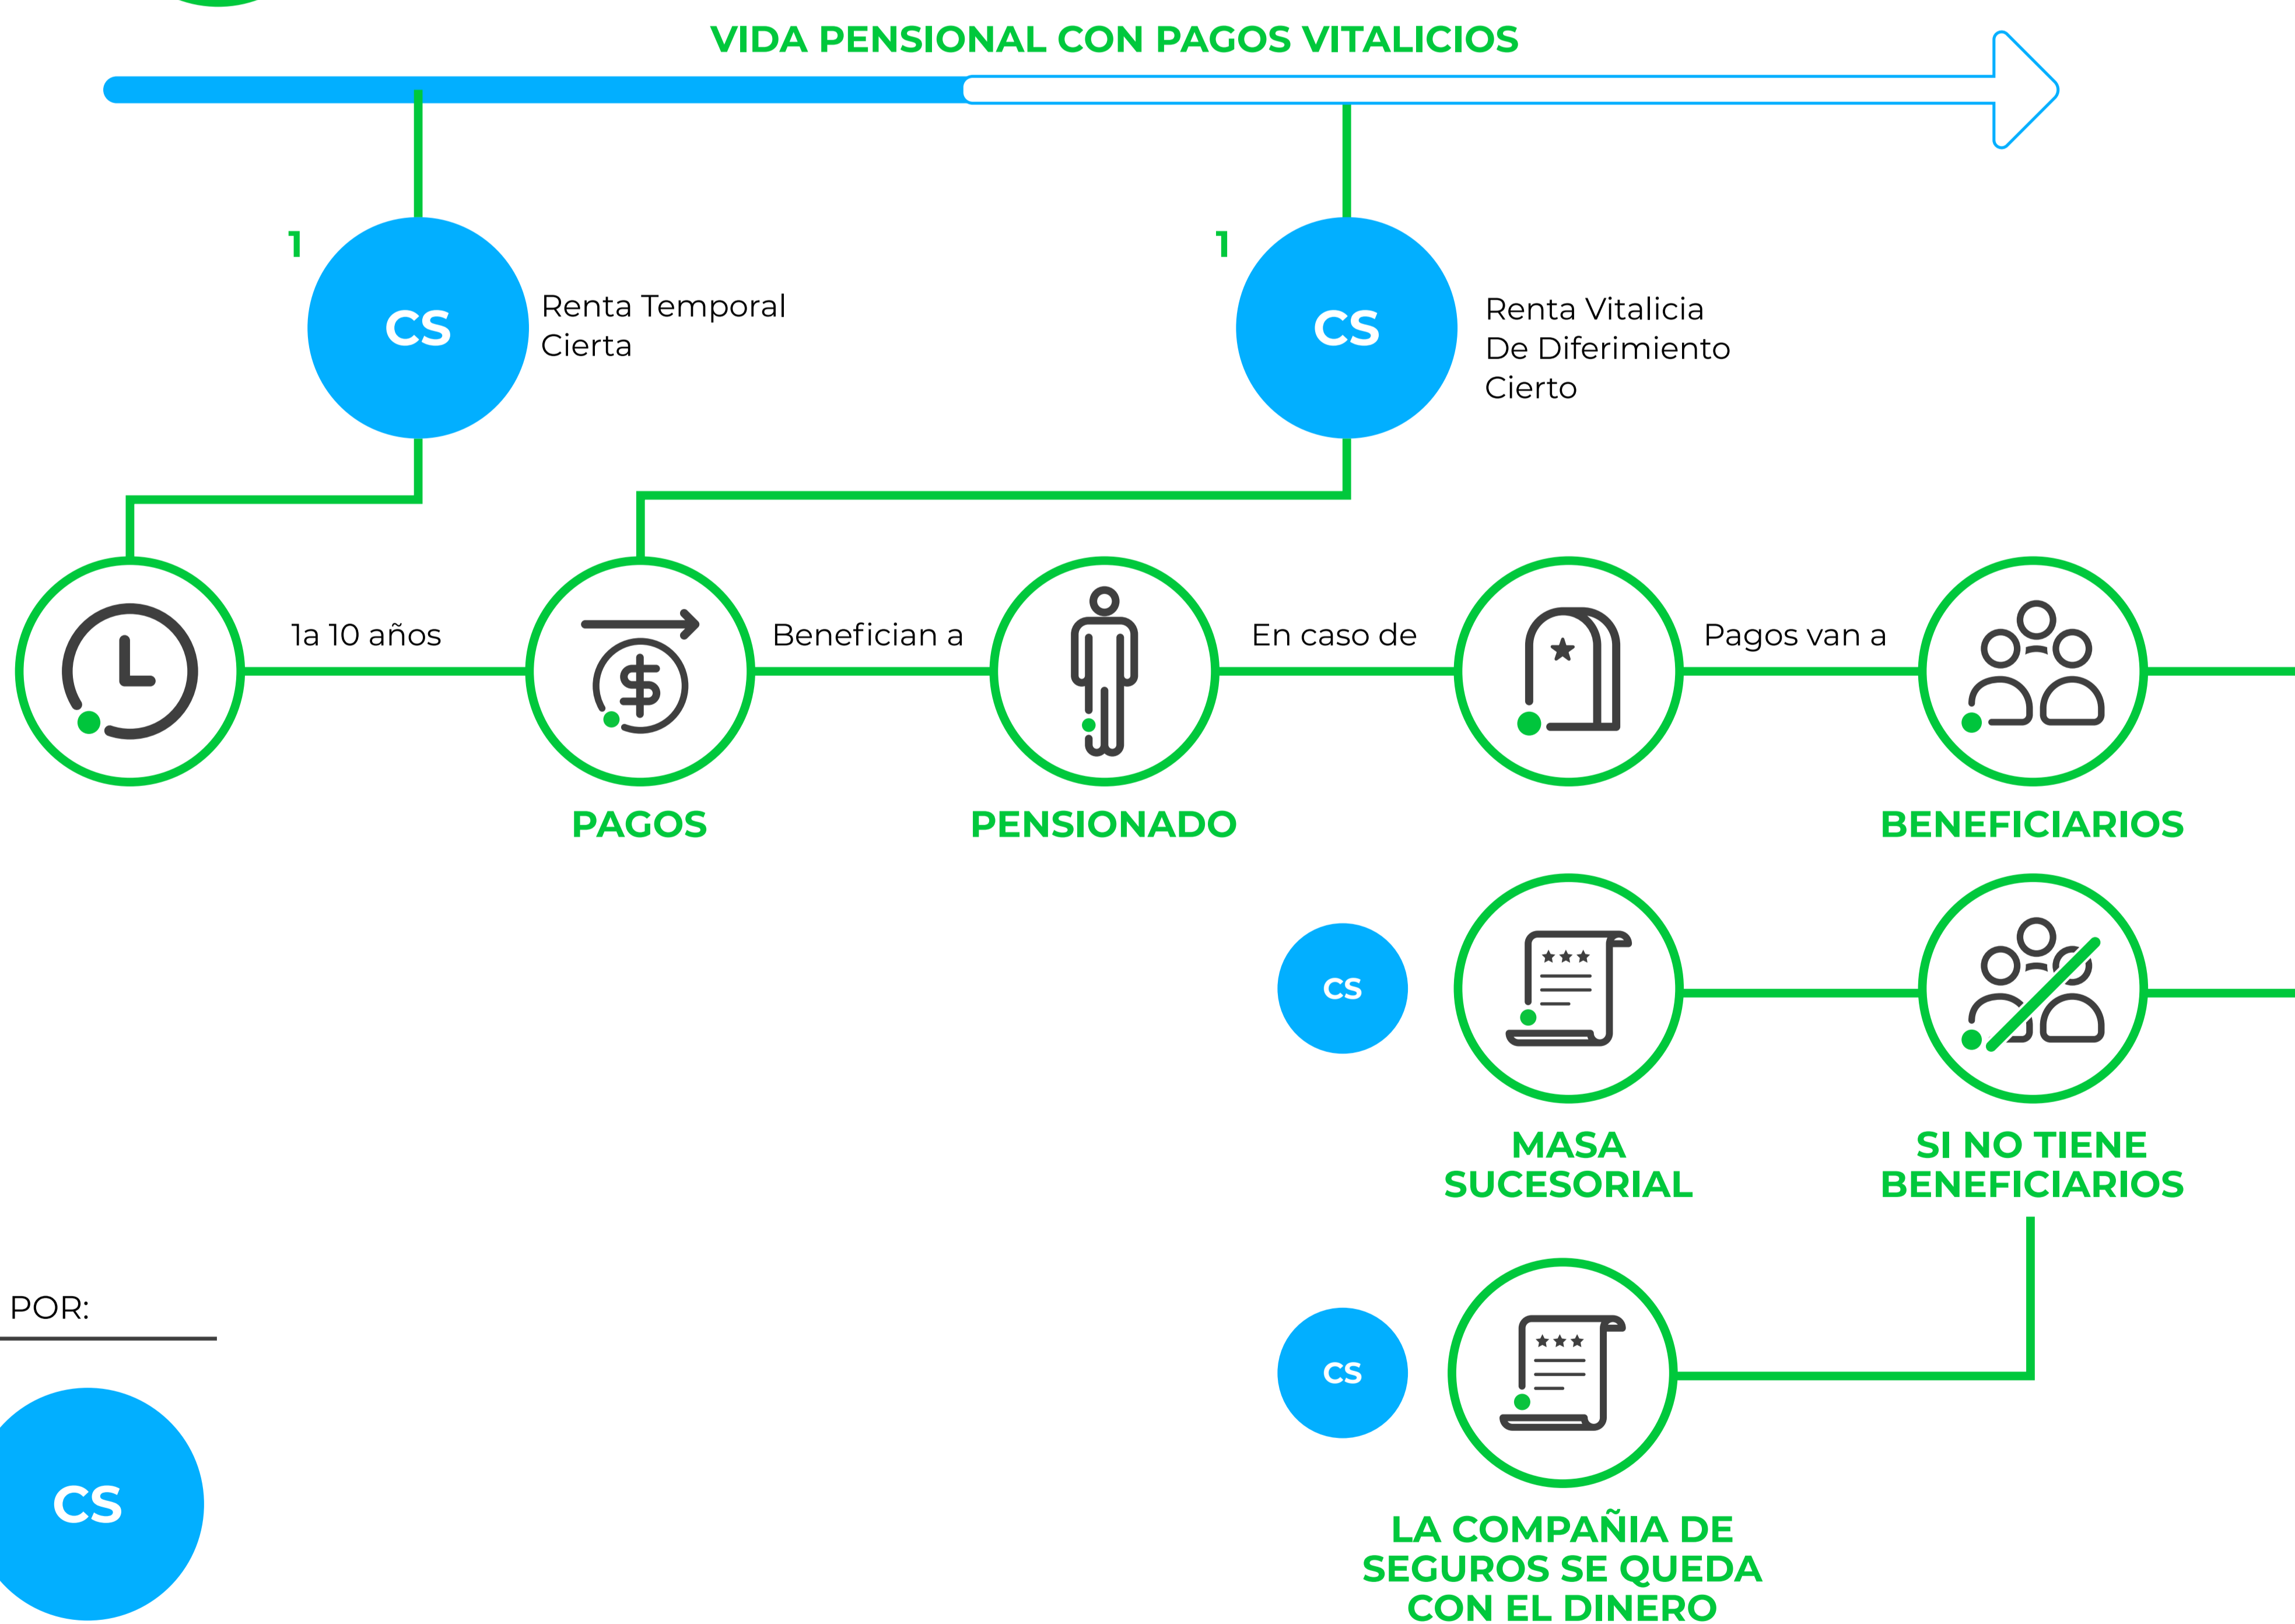 VIDA PENSIONAL CON PAGOS VITALICIOS
1
CS
Renta Temporal
Cierta
1
CS
Renta Vitalicia
De Diferimiento
Cierto
1a 10 años
Benefician a
En caso de
Pagos van a
PAGOS
PENSIONADO
BENEFICIARIOS
CS
MASA
SUCESORIAL
SI NO TIENE
BENEFICIARIOS
POR:
CS
CS
LA COMPAÑIA DE
SEGUROS SE QUEDA
CON EL DINERO